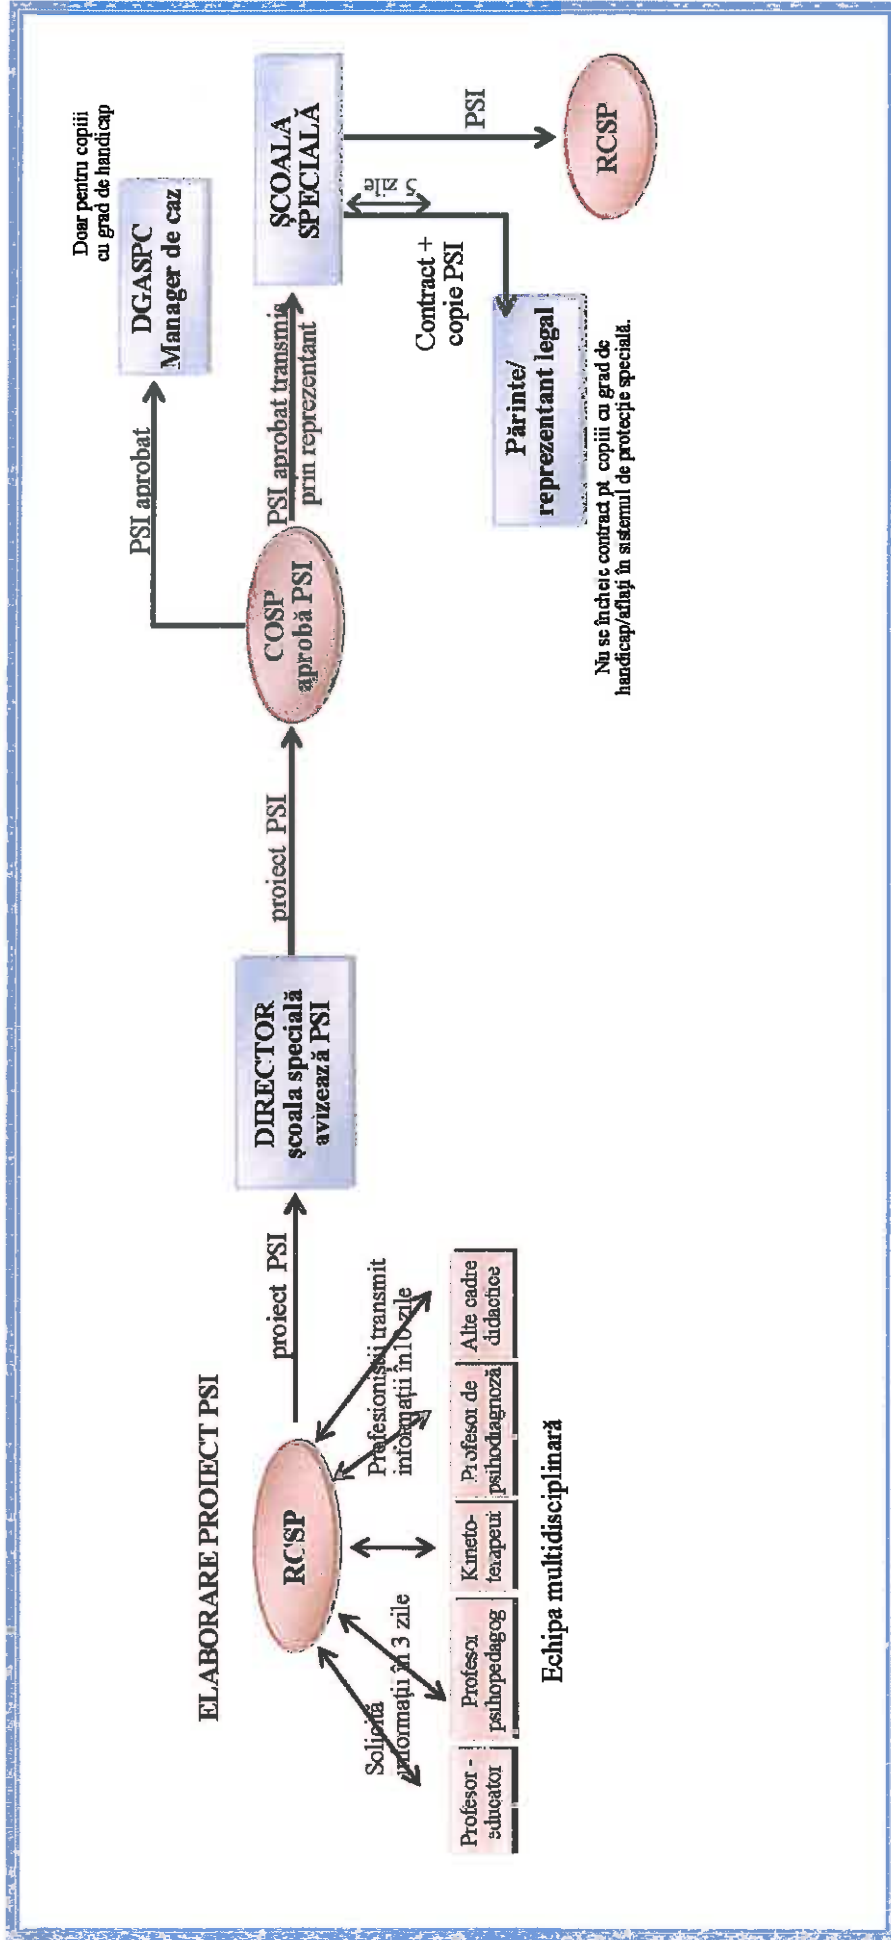 ELABORARE PROIECT PSI
RCSP
Solicită
informații în 3 zile
Profesioniștii transmit
informații în 10 zile
Profesor -
educator
Profesor
psihopedagog
Kineto-
terapeut
Profesor de
psihodiagnoză
Alte cadre
didactice
Echipa multidisciplinară
proiect PSI
DIRECTOR
școala specială
avizează PSI
proiect PSI
COSP
aprobă PSI
PSI aprobat
DGASPC
Manager de caz
Doar pentru copiii
cu grad de handicap
PSI aprobat transmis
prin reprezentant
ȘCOALA
SPECIALĂ
5 zile
Contract +
copie PSI
Părinte/
reprezentant legal
Nu se încheie contract pt copiii cu grad de
handicap/aflați în sistemul de protecție specială.
PSI
RCSP